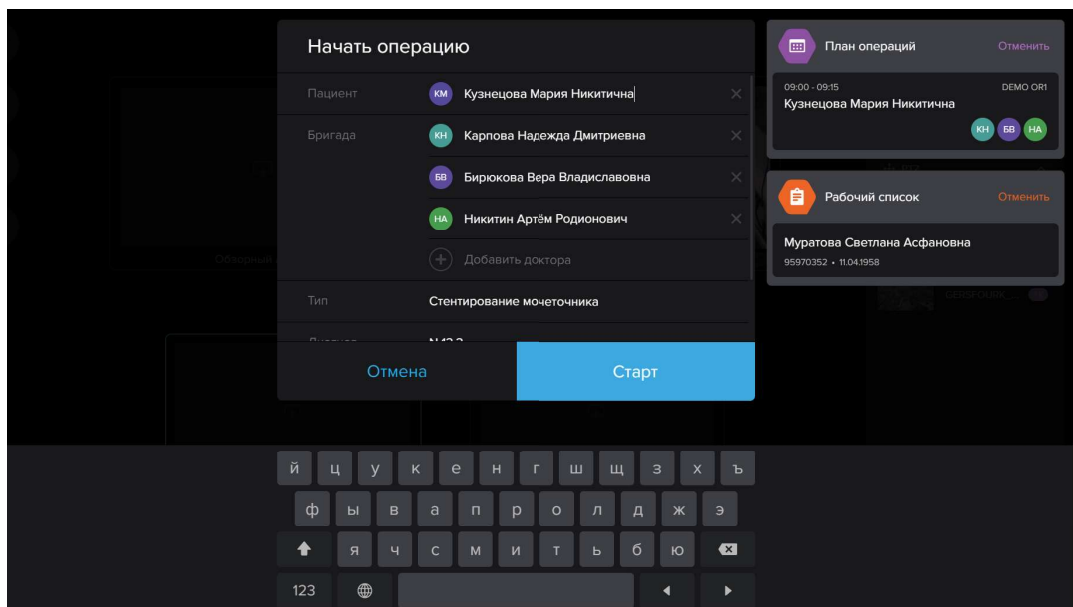 Начать операцию
Пациент
КМ Кузнецова Мария Никитична
Бригада
КН Карпова Надежда Дмитриевна
БВ Бирюкова Вера Владиславовна
НА Никитин Артём Родионович
Добавить доктора
Тип
Стентирование мочеточника
Отмена
Старт
План операций
Отменить
09:00 - 09:15
DEMO OR1
Кузнецова Мария Никитична
КН БВ НА
Рабочий список
Отменить
Муратова Светлана Асфановна
95970352 • 11.04.1958
Обзорный
й ц у к е н г ш щ з х ъ
ф ы в а п р о л д ж э
я ч с м и т ь б ю
123